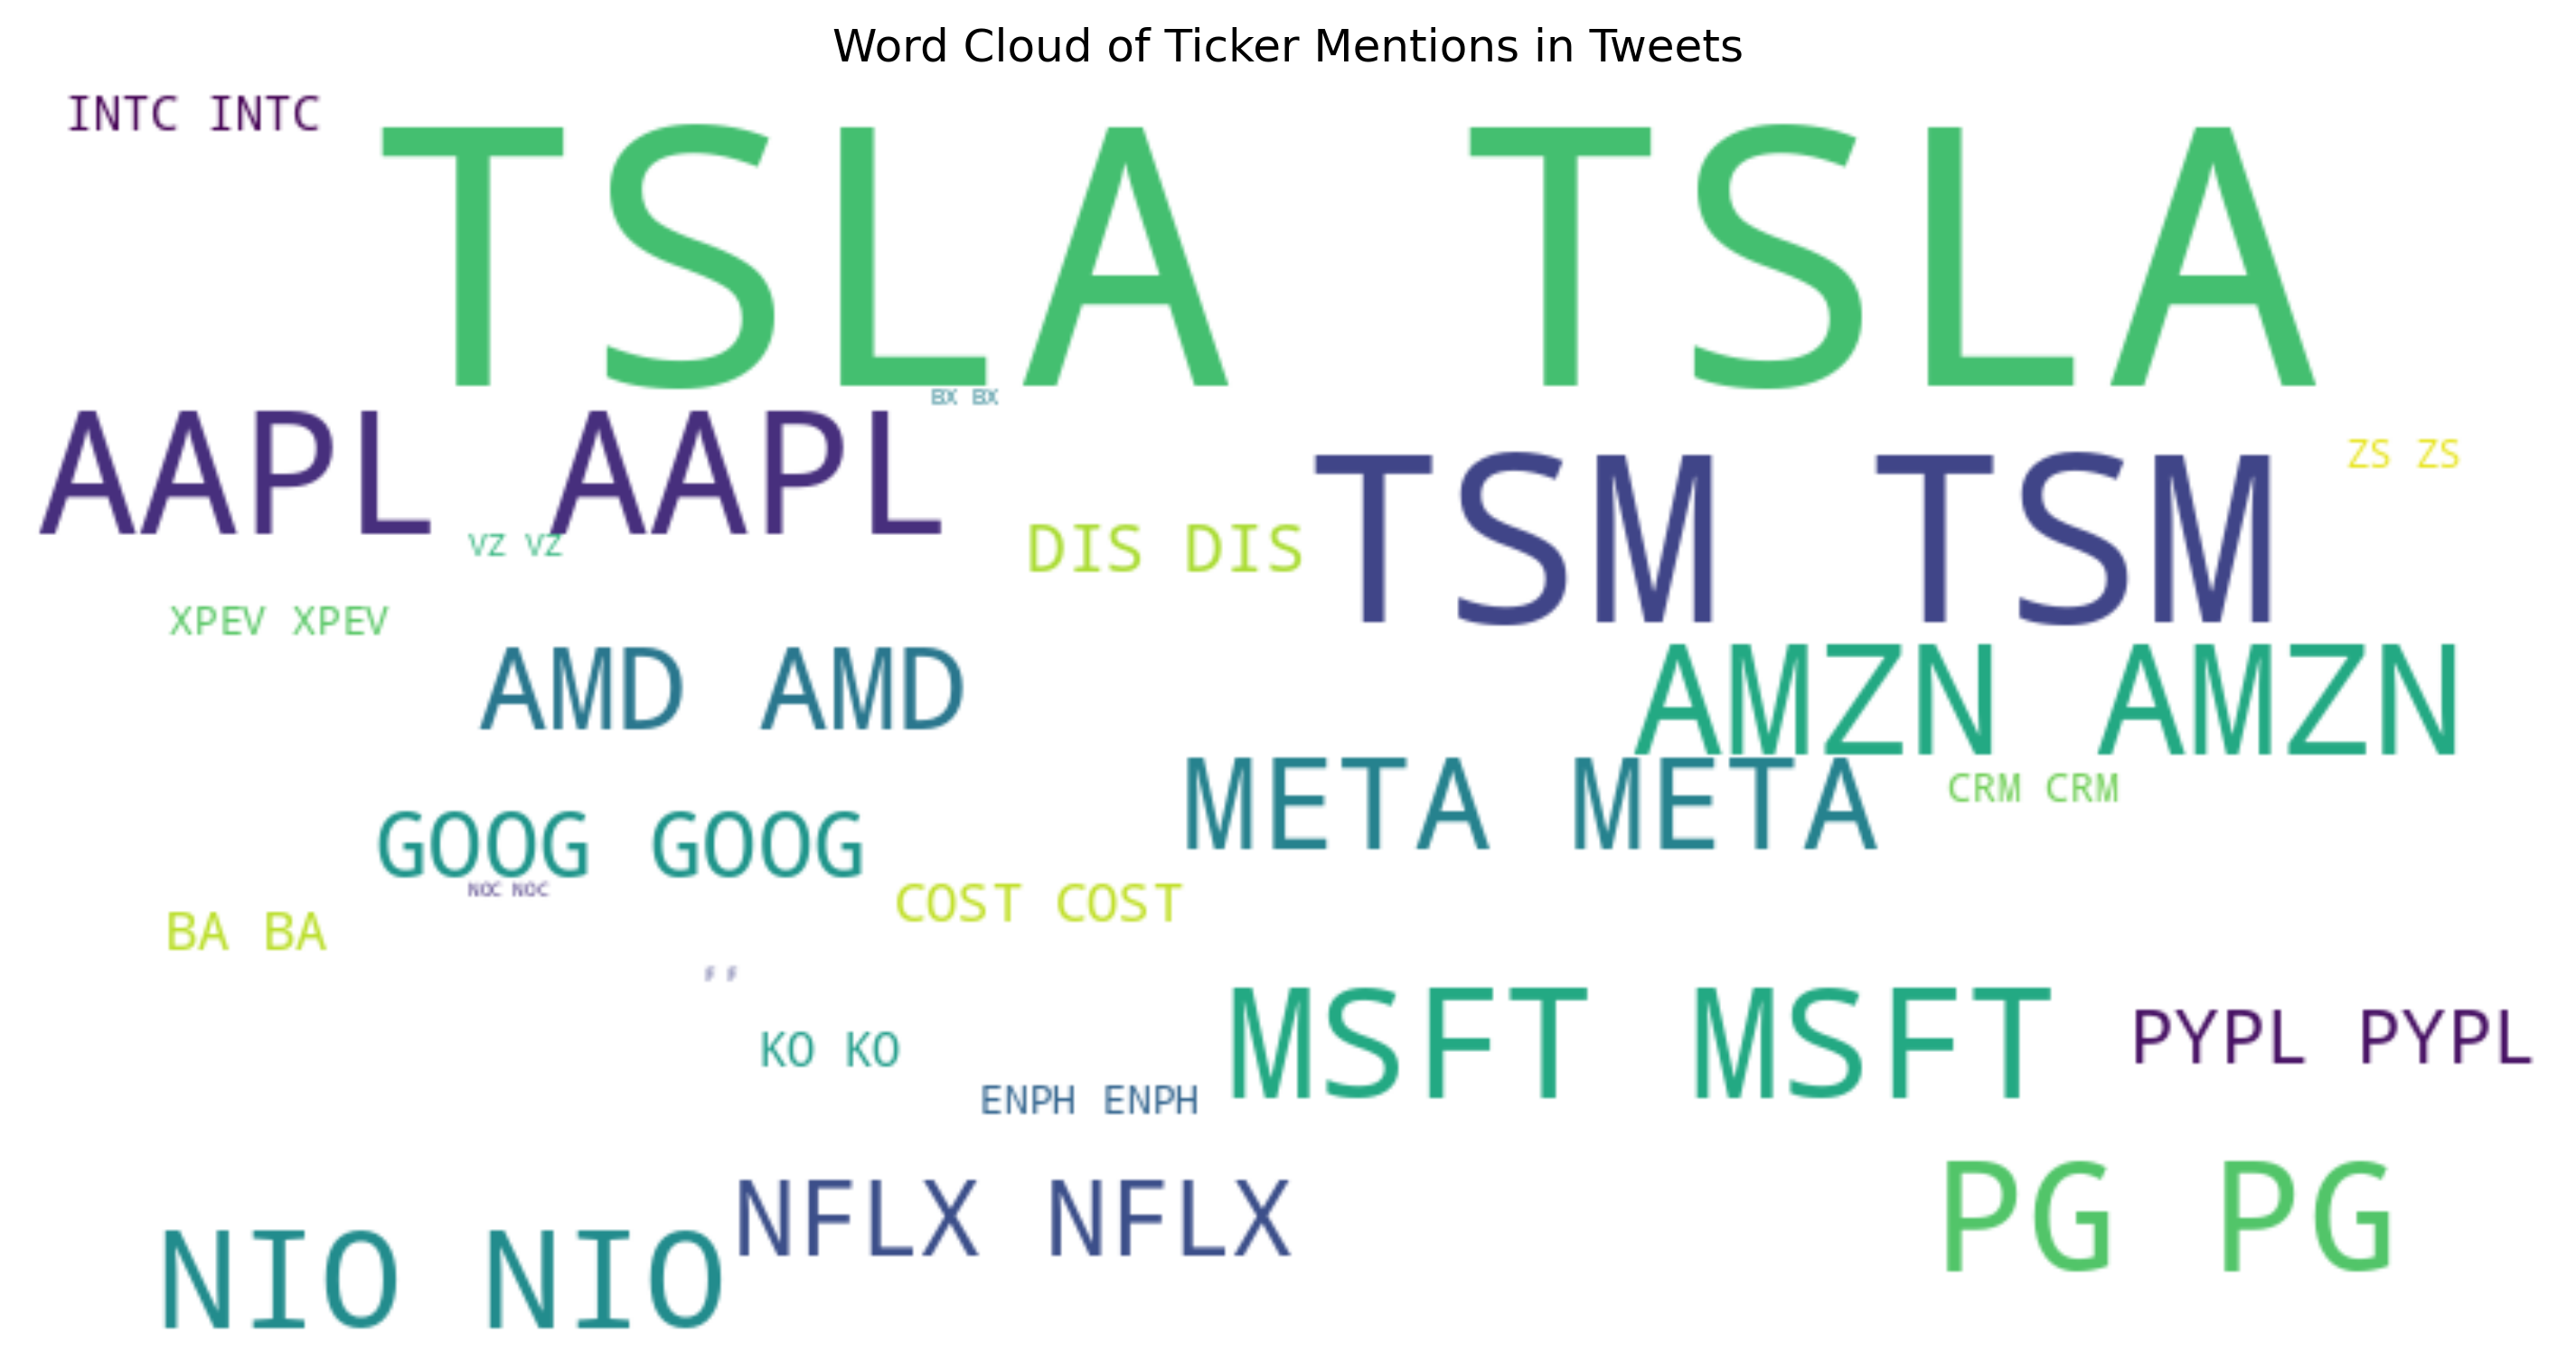 Word Cloud of Ticker Mentions in Tweets
INTC INTC
TSLA TSLA
BX BX
AAPL AAPL
TSM TSM
ZS ZS
VZ VZ
DIS DIS
XPEV XPEV
AMD AMD
AMZN AMZN
META META
CRM CRM
GOOG GOOG
NOC NOC
COST COST
BA BA
F F
KO KO
MSFT MSFT
PYPL PYPL
ENPH ENPH
NFLX NFLX
PG PG
NIO NIO